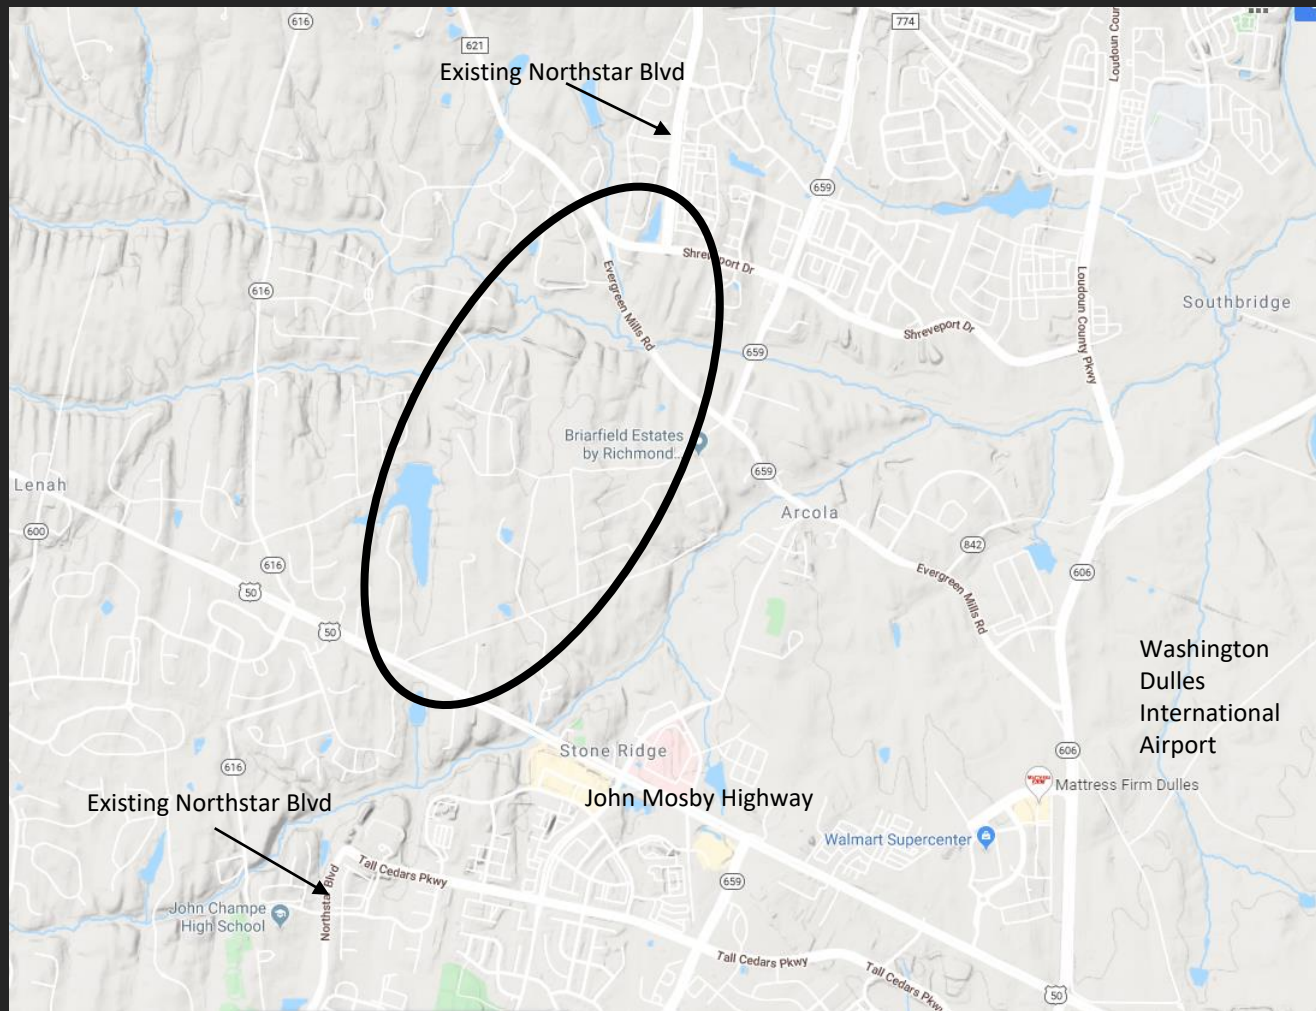 616
774
621
Loudoun Cour
Existing Northstar Blvd
659
616
Shreveport Dr
Evergreen Mills Rd
Loudoun County Pkwy
Southbridge
Shreveport Dr
659
Briarfield Estates
by Richmond...
659
Lenah
Arcola
600
842
616
606
50
Evergreen Mills Rd
50
Washington
Dulles
International
Airport
Stone Ridge
606
616
Mattress Firm Dulles
Existing Northstar Blvd
John Mosby Highway
Walmart Supercenter
Tall Cedars Pkwy
659
Northstar Blvd
John Champe
High School
Tall Cedars Pkwy
Tall Cedars Pkwy
50